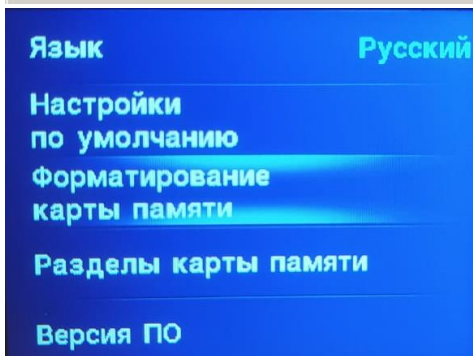 Язык Русский
Настройки
по умолчанию
Форматирование
карты памяти
Разделы карты памяти
Версия ПО